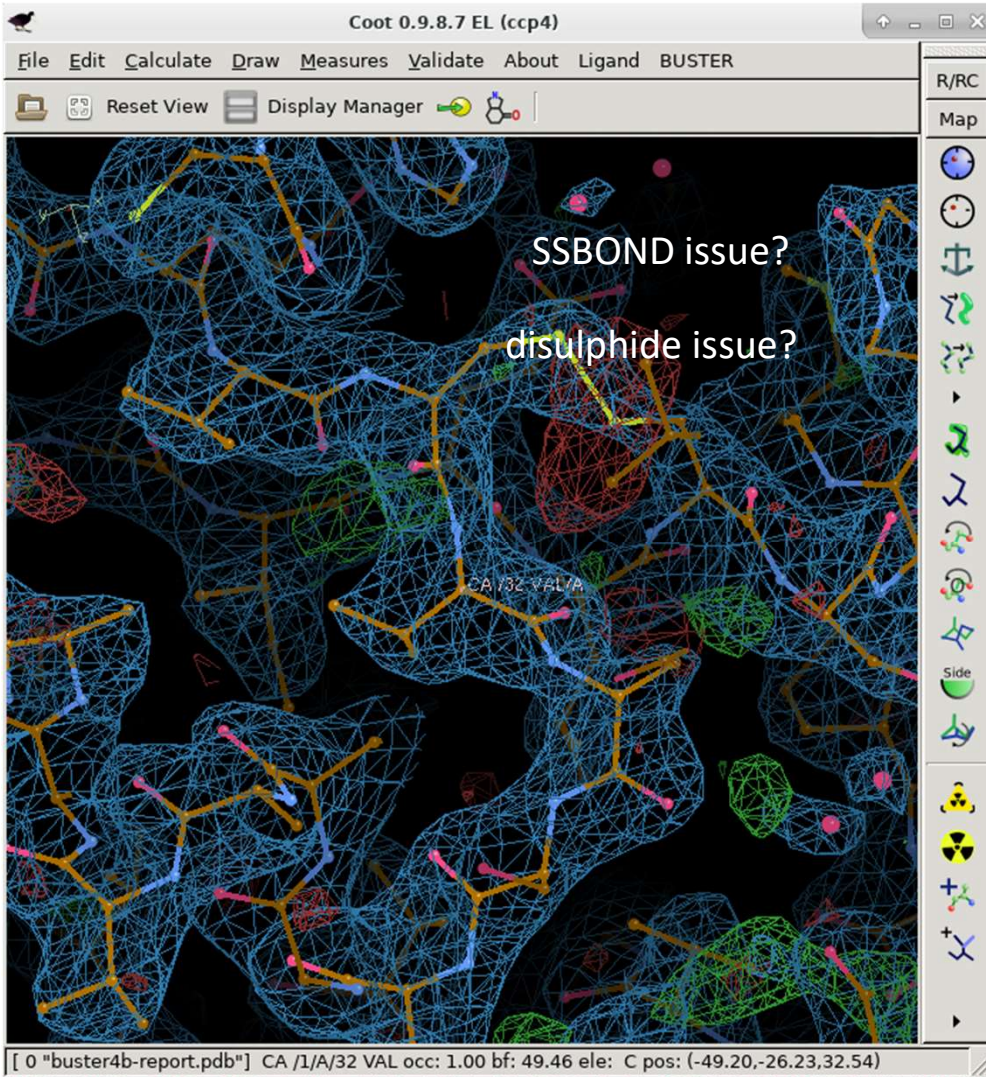 Coot 0.9.8.7 EL (ccp4)
File Edit Calculate Draw Measures Validate About Ligand BUSTER
R/RC
Reset View Display Manager
Map
SSBOND issue?
disulphide issue?
CA /32 VAL/A
Side
[ 0 "buster4b-report.pdb"] CA /1/A/32 VAL occ: 1.00 bf: 49.46 ele: C pos: (-49.20,-26.23,32.54)